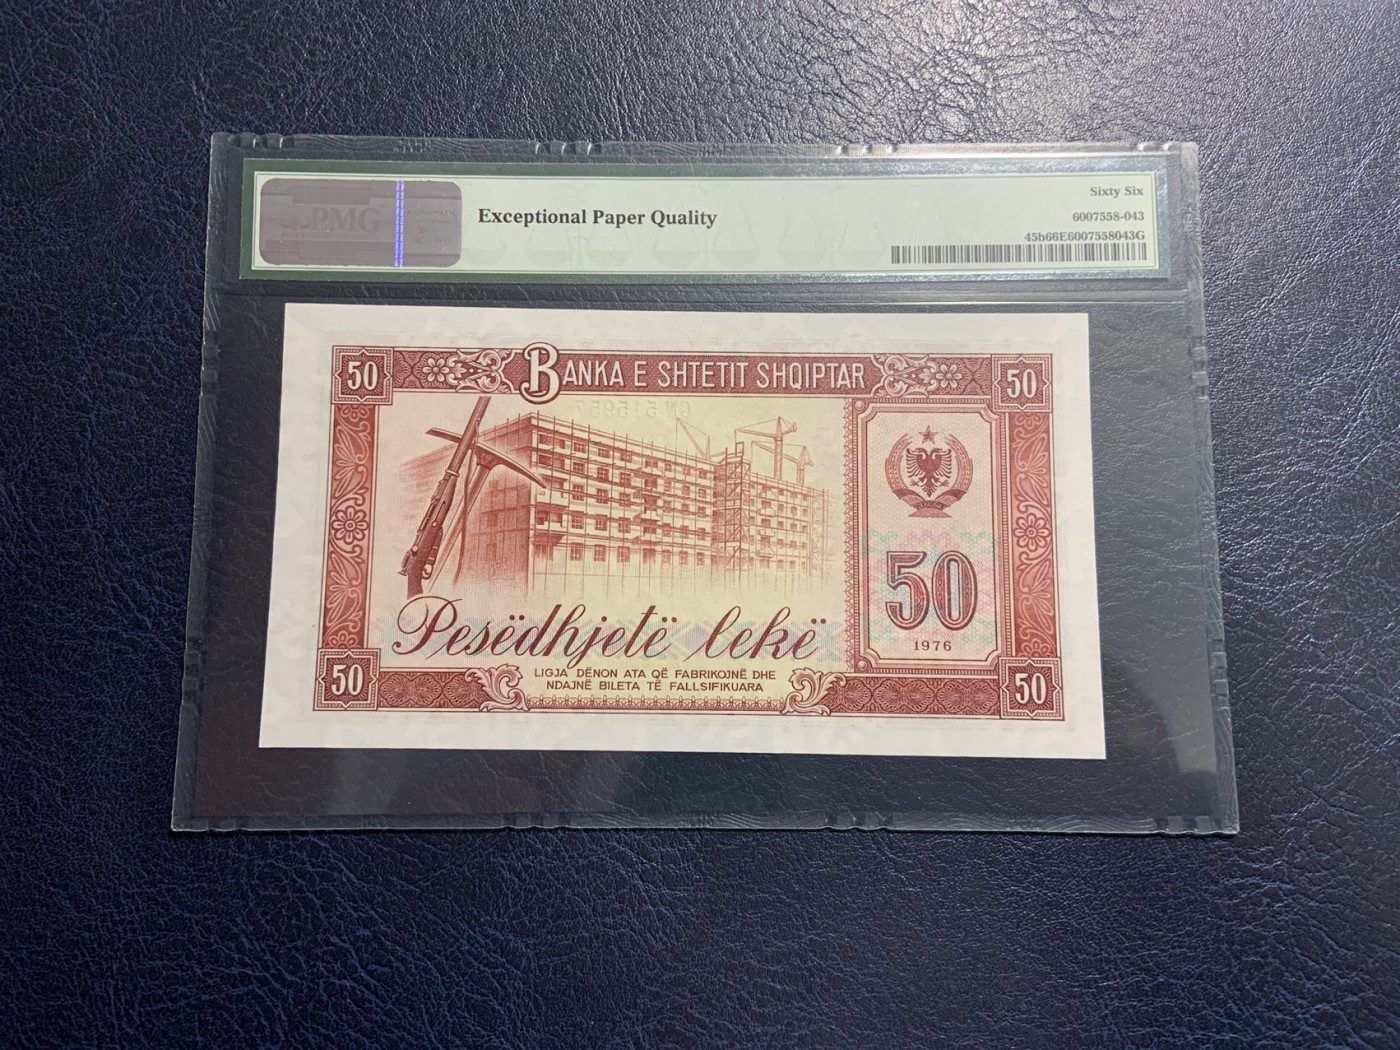 PMG
Exceptional Paper Quality
Sixty Six
6007558-043
45b66E6007558043G
50
BANKA E SHTETIT SHQIPTAR
50
50
1976
Pesëdhjetë lekë
LIGJA DËNON ATA QË FABRIKOJNË DHE
NDAJNË BILETA TË FALLSIFIKUARA
50
50